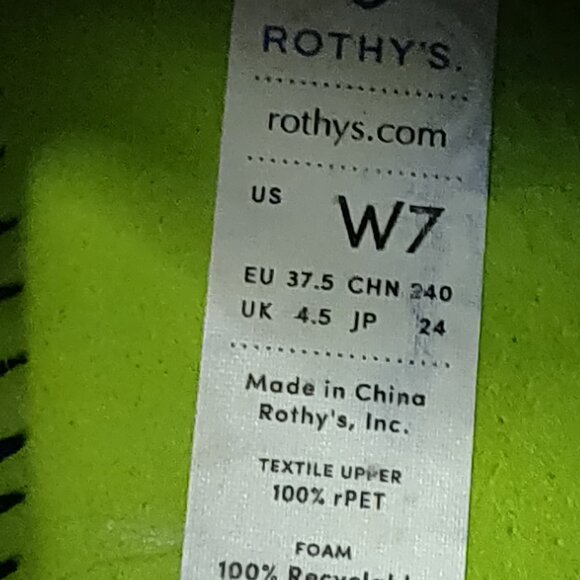 ROTHY'S.
rothys.com
US W7
EU 37.5 CHN 240
UK 4.5 JP 24
Made in China
Rothy's, Inc.
TEXTILE UPPER
100% rPET
FOAM
100%